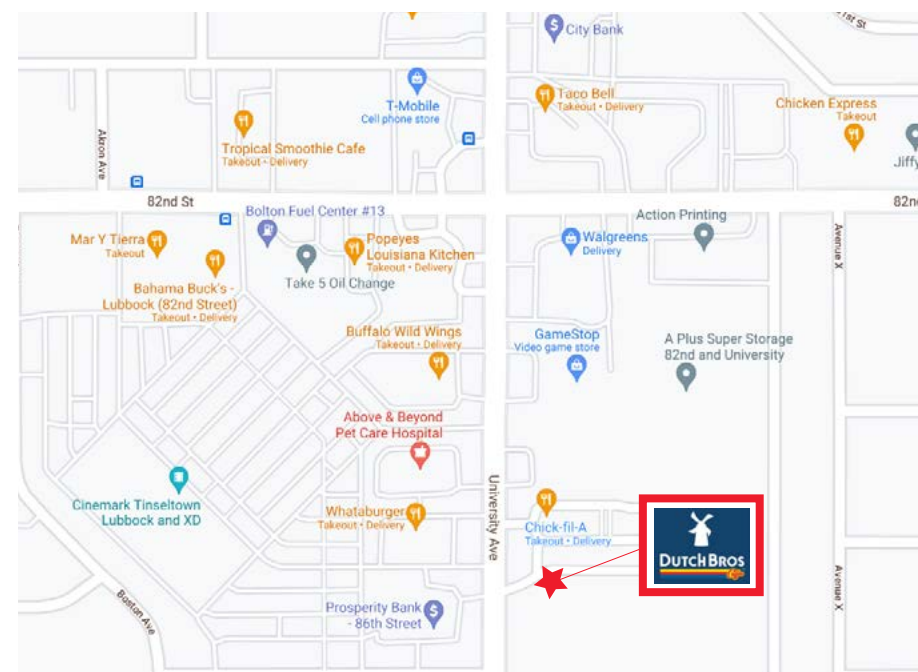 31st St
City Bank
T-Mobile
Cell phone store
Taco Bell
Takeout • Delivery
Chicken Express
Takeout
Tropical Smoothie Cafe
Takeout • Delivery
Akron Ave
Jiffy
82nd St
82n
Bolton Fuel Center #13
Action Printing
Mar Y Tierra
Takeout
Popeyes
Louisiana Kitchen
Takeout • Delivery
Walgreens
Delivery
Avenue X
Take 5 Oil Change
Bahama Buck's -
Lubbock (82nd Street)
Takeout • Delivery
Buffalo Wild Wings
Takeout • Delivery
GameStop
Video game store
A Plus Super Storage
82nd and University
Above & Beyond
Pet Care Hospital
University Ave
Cinemark Tinseltown
Lubbock and XD
Whataburger
Takeout • Delivery
Chick-fil-A
Takeout • Delivery
DUTCH BROS
Avenue X
Boston Ave
Prosperity Bank
- 86th Street